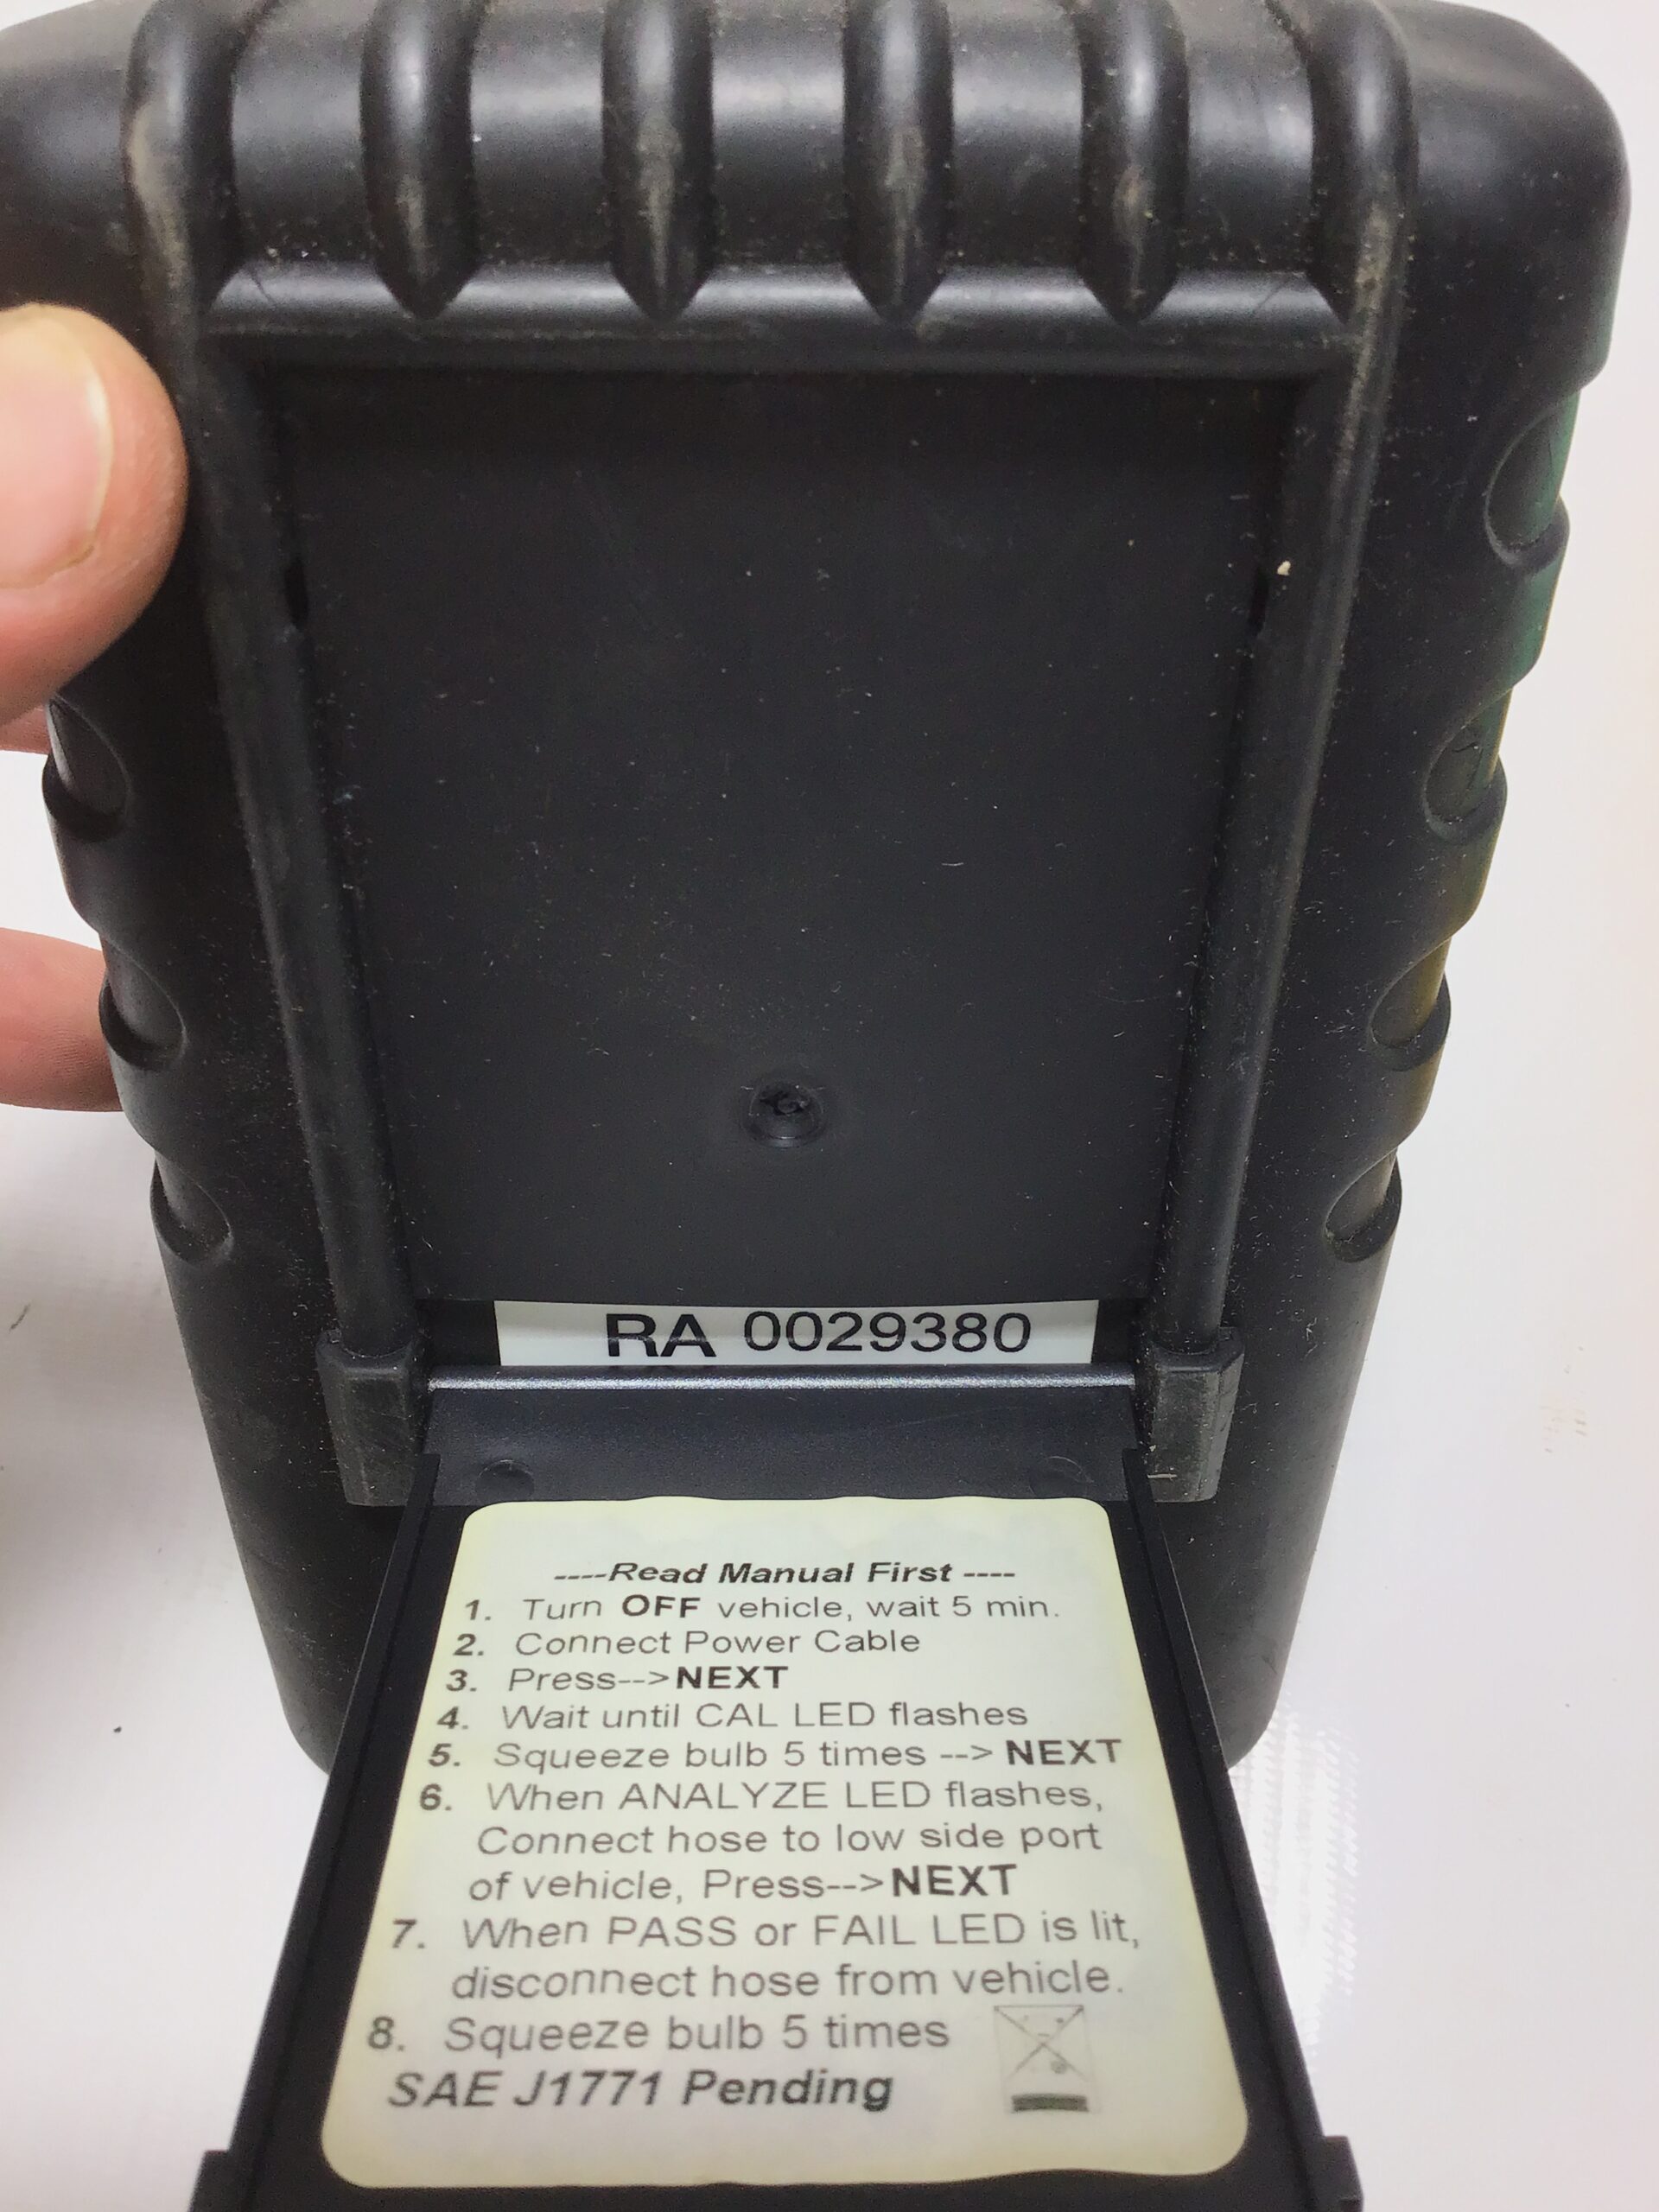 RA 0029380
----Read Manual First ----
1. Turn OFF vehicle, wait 5 min.
2. Connect Power Cable
3. Press-->NEXT
4. Wait until CAL LED flashes
5. Squeeze bulb 5 times --> NEXT
6. When ANALYZE LED flashes,
Connect hose to low side port
of vehicle, Press-->NEXT
7. When PASS or FAIL LED is lit,
disconnect hose from vehicle.
8. Squeeze bulb 5 times
SAE J1771 Pending